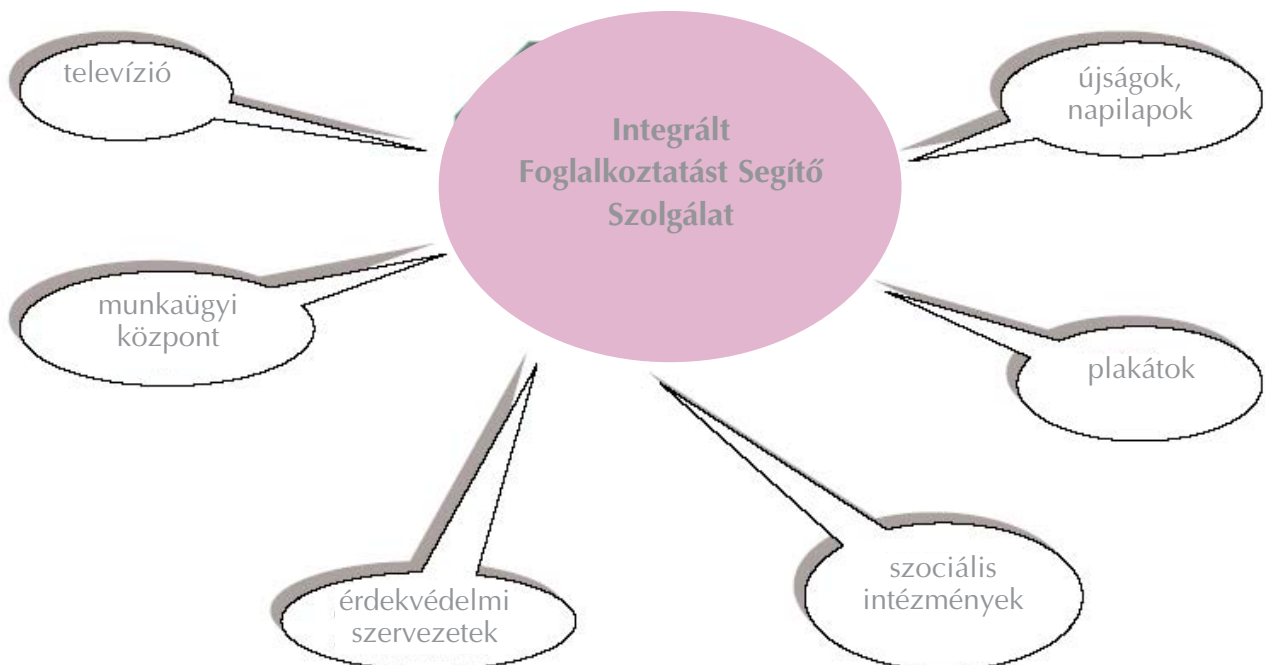 televízió
újságok,
napilapok
Integrált
Foglalkoztatást Segítő
Szolgálat
munkaügyi
központ
plakátok
érdekvédelmi
szervezetek
szociális
intézmények